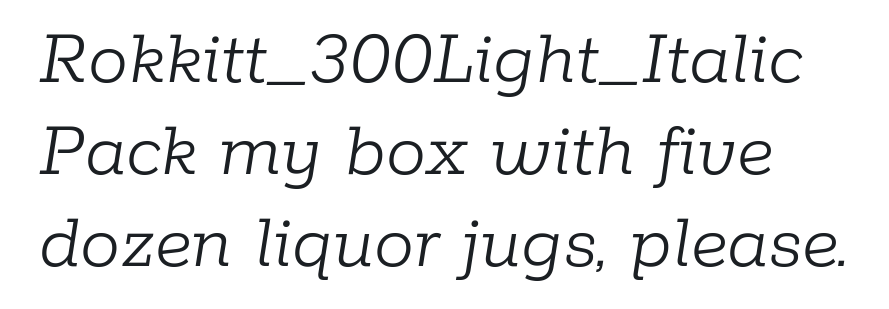 Rokkitt_300Light_Italic
Pack my box with five
dozen liquor jugs, please.